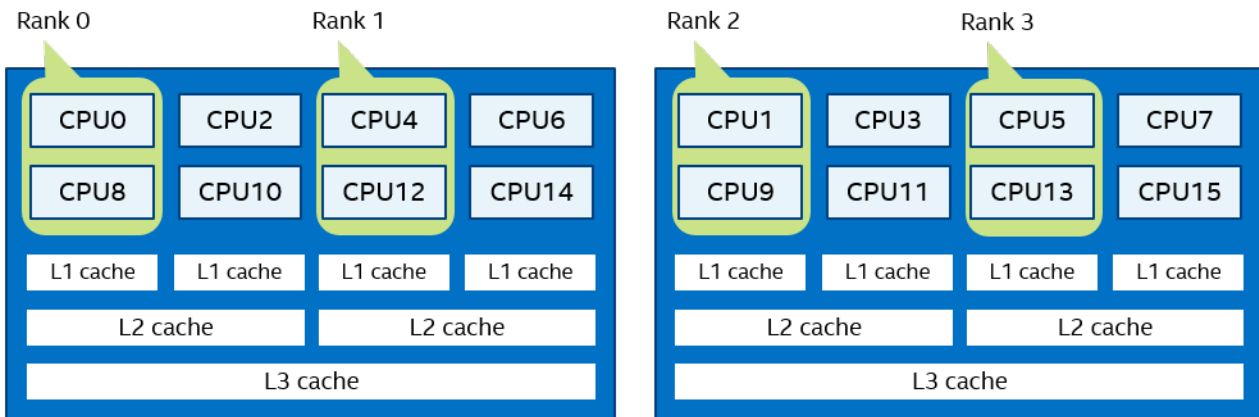 Rank 0 Rank 1 Rank 2 Rank 3
CPU0 CPU2 CPU4 CPU6 CPU1 CPU3 CPU5 CPU7
CPU8 CPU10 CPU12 CPU14 CPU9 CPU11 CPU13 CPU15
L1 cache L1 cache L1 cache L1 cache L1 cache L1 cache L1 cache L1 cache
L2 cache L2 cache L2 cache L2 cache
L3 cache L3 cache